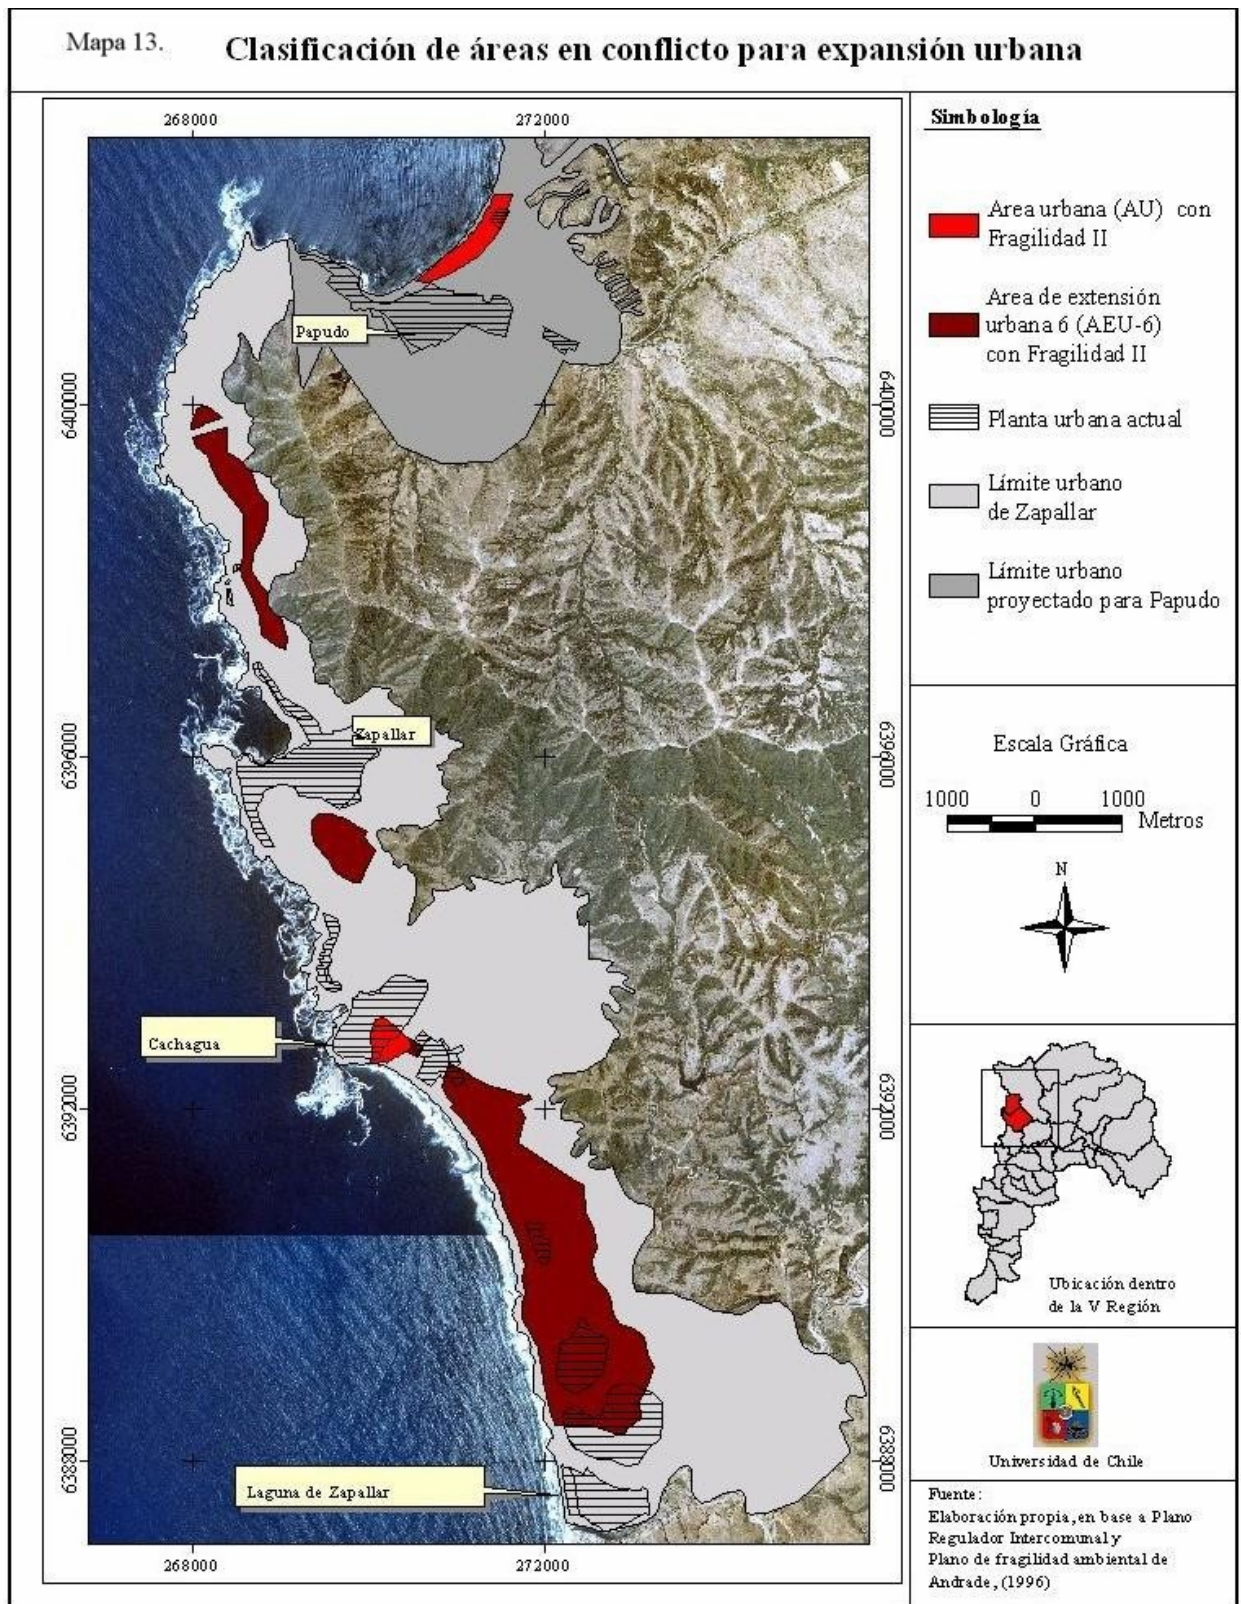 Mapa 13.
Clasificación de áreas en conflicto para expansión urbana
268000
272000
6400000
6400000
6396000
6396000
6392000
6392000
6388000
6388000
268000
272000
Papudo
Zapallar
Cachagua
Laguna de Zapallar
Simbología
Area urbana (AU) con
Fragilidad II
Area de extensión
urbana 6 (AEU-6)
con Fragilidad II
Planta urbana actual
Límite urbano
de Zapallar
Límite urbano
proyectado para Papudo
Escala Gráfica
1000 0 1000
Metros
N
Ubicación dentro
de la V Región
Universidad de Chile
Fuente:
Elaboración propia, en base a Plano
Regulador Intercomunal y
Plano de fragilidad ambiental de
Andrade, (1996)